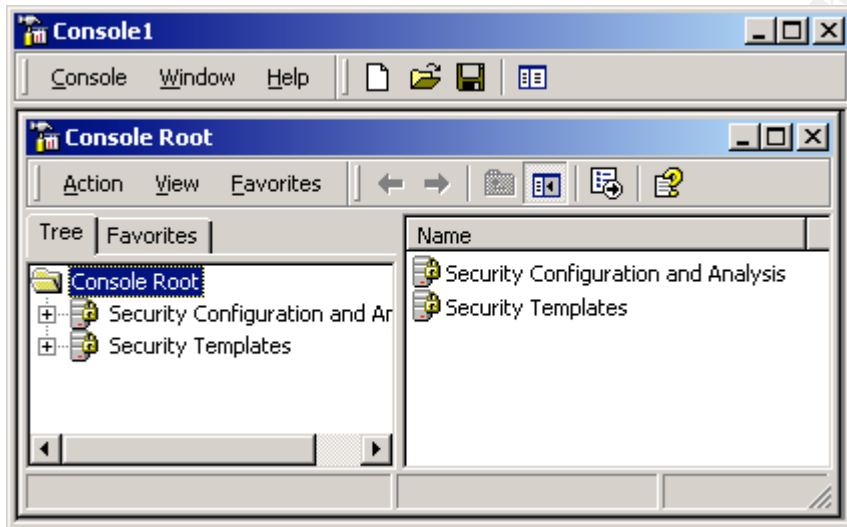 Console1
Console Window Help
Console Root
Action View Favorites
Tree Favorites
Name
Console Root
Security Configuration and Analysis
Security Configuration and Ar
Security Templates
Security Templates